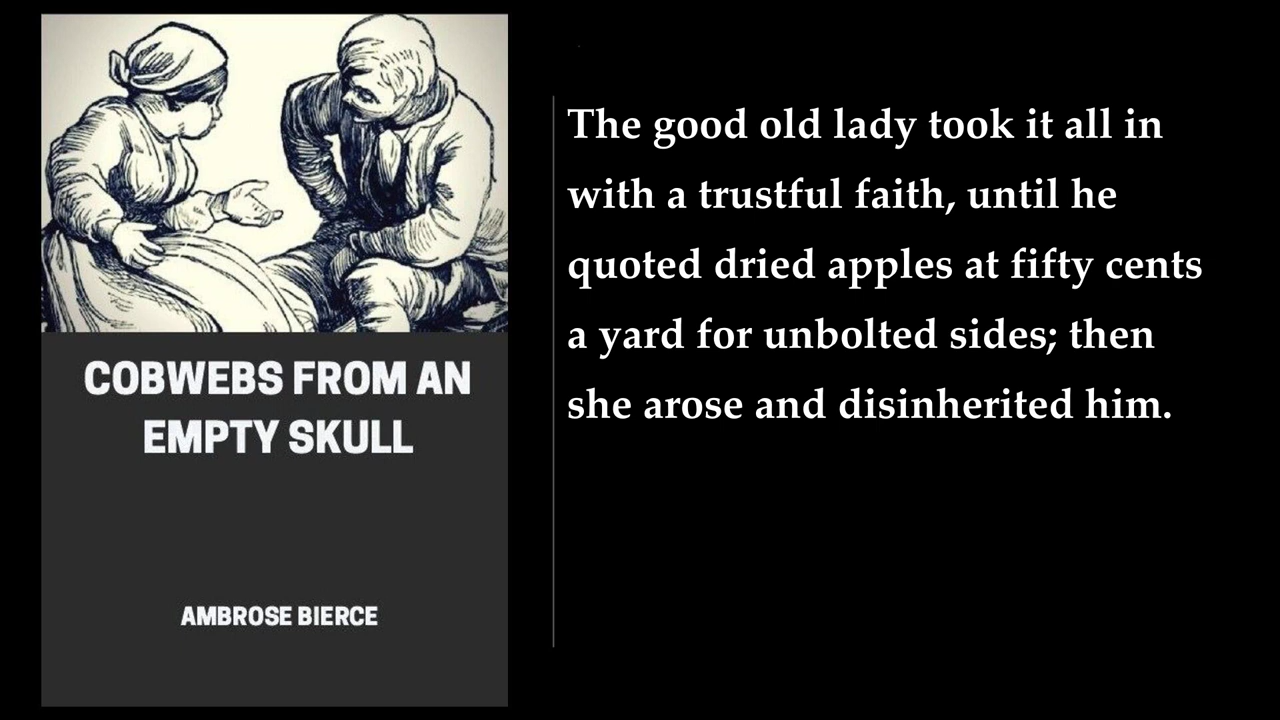 COBWEBS FROM AN
EMPTY SKULL
AMBROSE BIERCE
The good old lady took it all in
with a trustful faith, until he
quoted dried apples at fifty cents
a yard for unbolted sides; then
she arose and disinherited him.